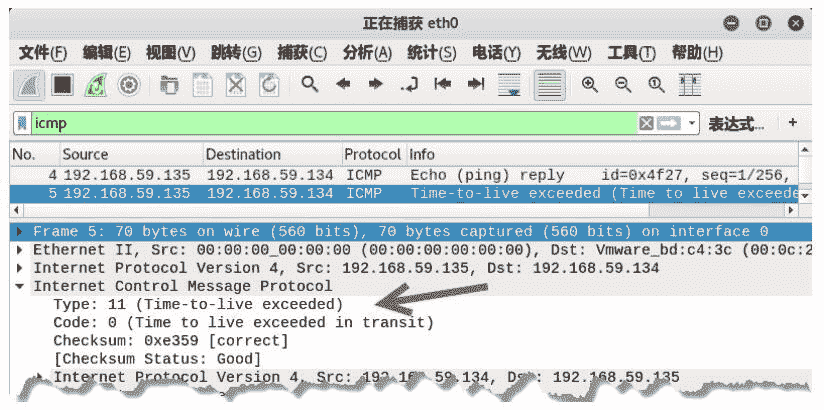 正在捕获 eth0
文件(F) 编辑(E) 视图(V) 跳转(G) 捕获(C) 分析(A) 统计(S) 电话(Y) 无线(W) 工具(T) 帮助(H)
icmp 表达式… +
No. Source Destination Protocol Info
4 192.168.59.135 192.168.59.134 ICMP Echo (ping) reply id=0x4f27, seq=1/256,
5 192.168.59.135 192.168.59.134 ICMP Time-to-live exceeded (Time to live exceede
Frame 5: 70 bytes on wire (560 bits), 70 bytes captured (560 bits) on interface 0
Ethernet II, Src: 00:00:00_00:00:00 (00:00:00:00:00:00), Dst: Vmware_bd:c4:3c (00:0c:2
Internet Protocol Version 4, Src: 192.168.59.135, Dst: 192.168.59.134
Internet Control Message Protocol
Type: 11 (Time-to-live exceeded)
Code: 0 (Time to live exceeded in transit)
Checksum: 0xe359 [correct]
[Checksum Status: Good]
Internet Protocol Version 4, Src: 192.168.59.134, Dst: 192.168.59.135